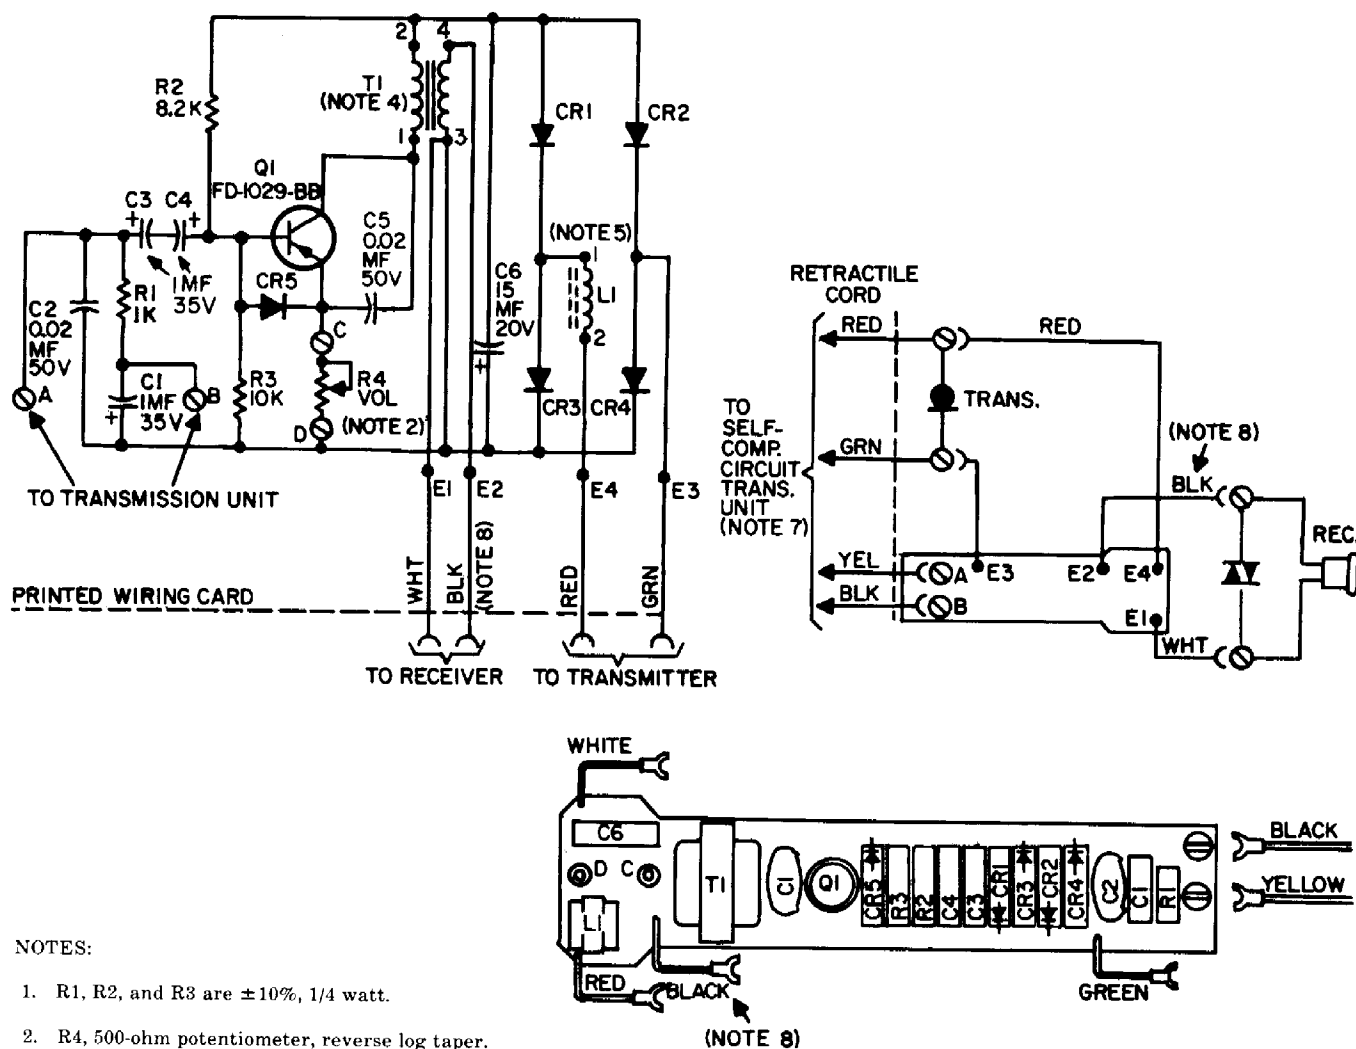 2
4
R2
8.2K
T1
(NOTE 4)
1
3
CR1
CR2
Q1
FD-1029-BB
C3
C4
+
+
1MF
35V
C5
0.02
MF
50V
(NOTE 5)
1
L1
2
CR5
R1
1K
C2
0.02
MF
50V
C6
15
MF
20V
+
C
R4
VOL
(NOTE 2)
D
R3
10K
C1
1MF
35V
+
A
B
CR3
CR4
TO TRANSMISSION UNIT
E1
E2
E4
E3
WHT
BLK
(NOTE 8)
RED
GRN
PRINTED WIRING CARD
TO RECEIVER
TO TRANSMITTER
RETRACTILE
CORD
RED
RED
TRANS.
TO
SELF-
COMP.
CIRCUIT
TRANS.
UNIT
(NOTE 7)
GRN
(NOTE 8)
BLK
REC.
YEL
A
E3
E2
E4
BLK
B
E1
WHT
WHITE
C6
D
C
L1
T1
C1
Q1
CR5
R3
R2
C4
C3
CR1
CR3
CR2
CR4
C2
C1
R1
BLACK
YELLOW
RED
BLACK
GREEN
(NOTE 8)
NOTES:
1. R1, R2, and R3 are ±10%, 1/4 watt.
2. R4, 500-ohm potentiometer, reverse log taper.